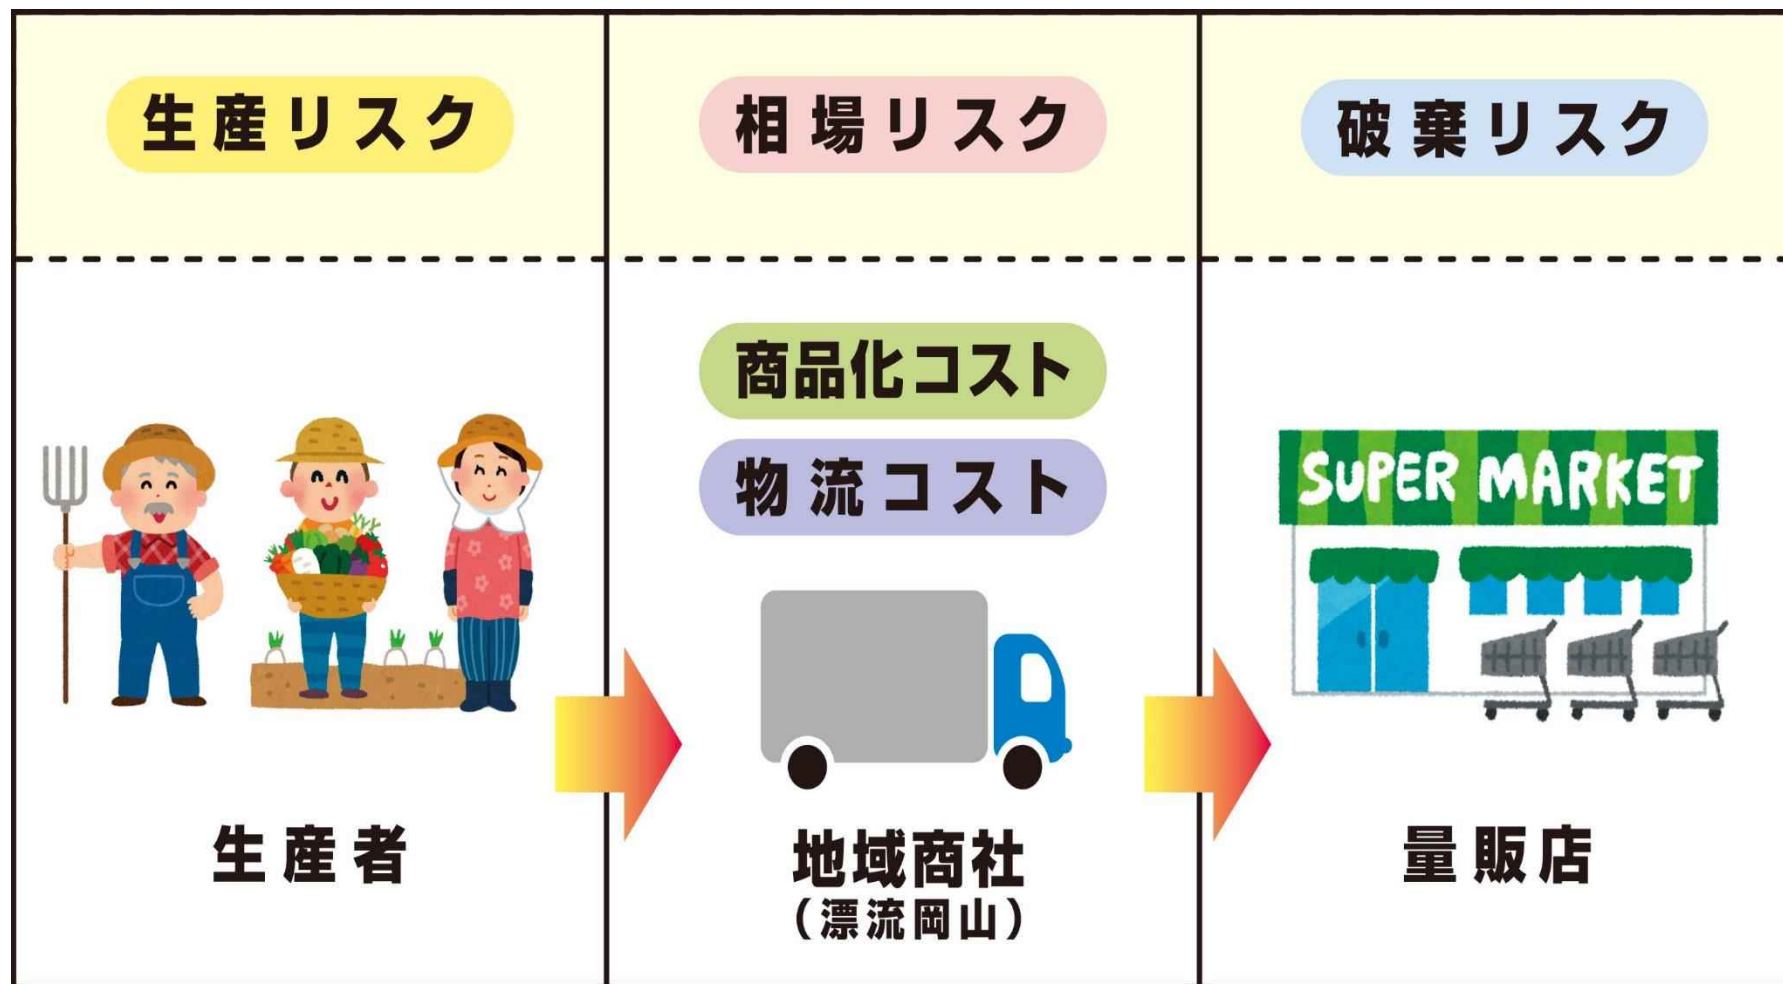 生産リスク
相場リスク
破棄リスク
商品化コスト
物流コスト
SUPER MARKET
生産者
地域商社
(漂流岡山)
量販店